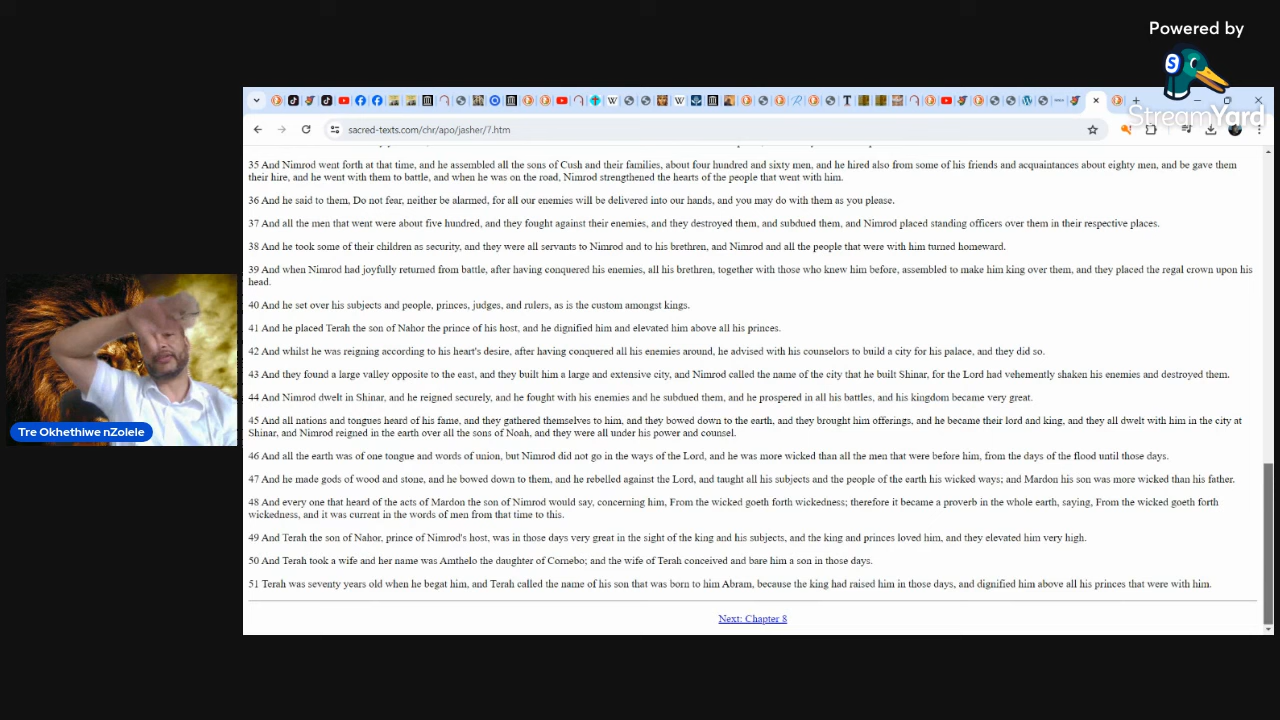 Powered by
S
StreamYard
sacred-texts.com/chr/apo/jasher/7.htm
35 And Nimrod went forth at that time, and he assembled all the sons of Cush and their families, about four hundred and sixty men, and he hired also from some of his friends and acquaintances about eighty men, and be gave them
their hire, and he went with them to battle, and when he was on the road, Nimrod strengthened the hearts of the people that went with him.
36 And he said to them, Do not fear, neither be alarmed, for all our enemies will be delivered into our hands, and you may do with them as you please.
37 And all the men that went were about five hundred, and they fought against their enemies, and they destroyed them, and subdued them, and Nimrod placed standing officers over them in their respective places.
38 And he took some of their children as security, and they were all servants to Nimrod and to his brethren, and Nimrod and all the people that were with him turned homeward.
39 And when Nimrod had joyfully returned from battle, after having conquered his enemies, all his brethren, together with those who knew him before, assembled to make him king over them, and they placed the regal crown upon his
head.
40 And he set over his subjects and people, princes, judges, and rulers, as is the custom amongst kings.
41 And he placed Terah the son of Nahor the prince of his host, and he dignified him and elevated him above all his princes.
42 And whilst he was reigning according to his heart's desire, after having conquered all his enemies around, he advised with his counselors to build a city for his palace, and they did so.
43 And they found a large valley opposite to the east, and they built him a large and extensive city, and Nimrod called the name of the city that he built Shinar, for the Lord had vehemently shaken his enemies and destroyed them.
44 And Nimrod dwelt in Shinar, and he reigned securely, and he fought with his enemies and he subdued them, and he prospered in all his battles, and his kingdom became very great.
45 And all nations and tongues heard of his fame, and they gathered themselves to him, and they bowed down to the earth, and they brought him offerings, and he became their lord and king, and they all dwelt with him in the city at
Shinar, and Nimrod reigned in the earth over all the sons of Noah, and they were all under his power and counsel.
46 And all the earth was of one tongue and words of union, but Nimrod did not go in the ways of the Lord, and he was more wicked than all the men that were before him, from the days of the flood until those days.
47 And he made gods of wood and stone, and he bowed down to them, and he rebelled against the Lord, and taught all his subjects and the people of the earth his wicked ways; and Mardon his son was more wicked than his father.
48 And every one that heard of the acts of Mardon the son of Nimrod would say, concerning him, From the wicked goeth forth wickedness; therefore it became a proverb in the whole earth, saying, From the wicked goeth forth
wickedness, and it was current in the words of men from that time to this.
49 And Terah the son of Nahor, prince of Nimrod's host, was in those days very great in the sight of the king and his subjects, and the king and princes loved him, and they elevated him very high.
50 And Terah took a wife and her name was Amthelo the daughter of Cornebo; and the wife of Terah conceived and bare him a son in those days.
51 Terah was seventy years old when he begat him, and Terah called the name of his son that was born to him Abram, because the king had raised him in those days, and dignified him above all his princes that were with him.
Next: Chapter 8
Tre Okhethiwe nZolele